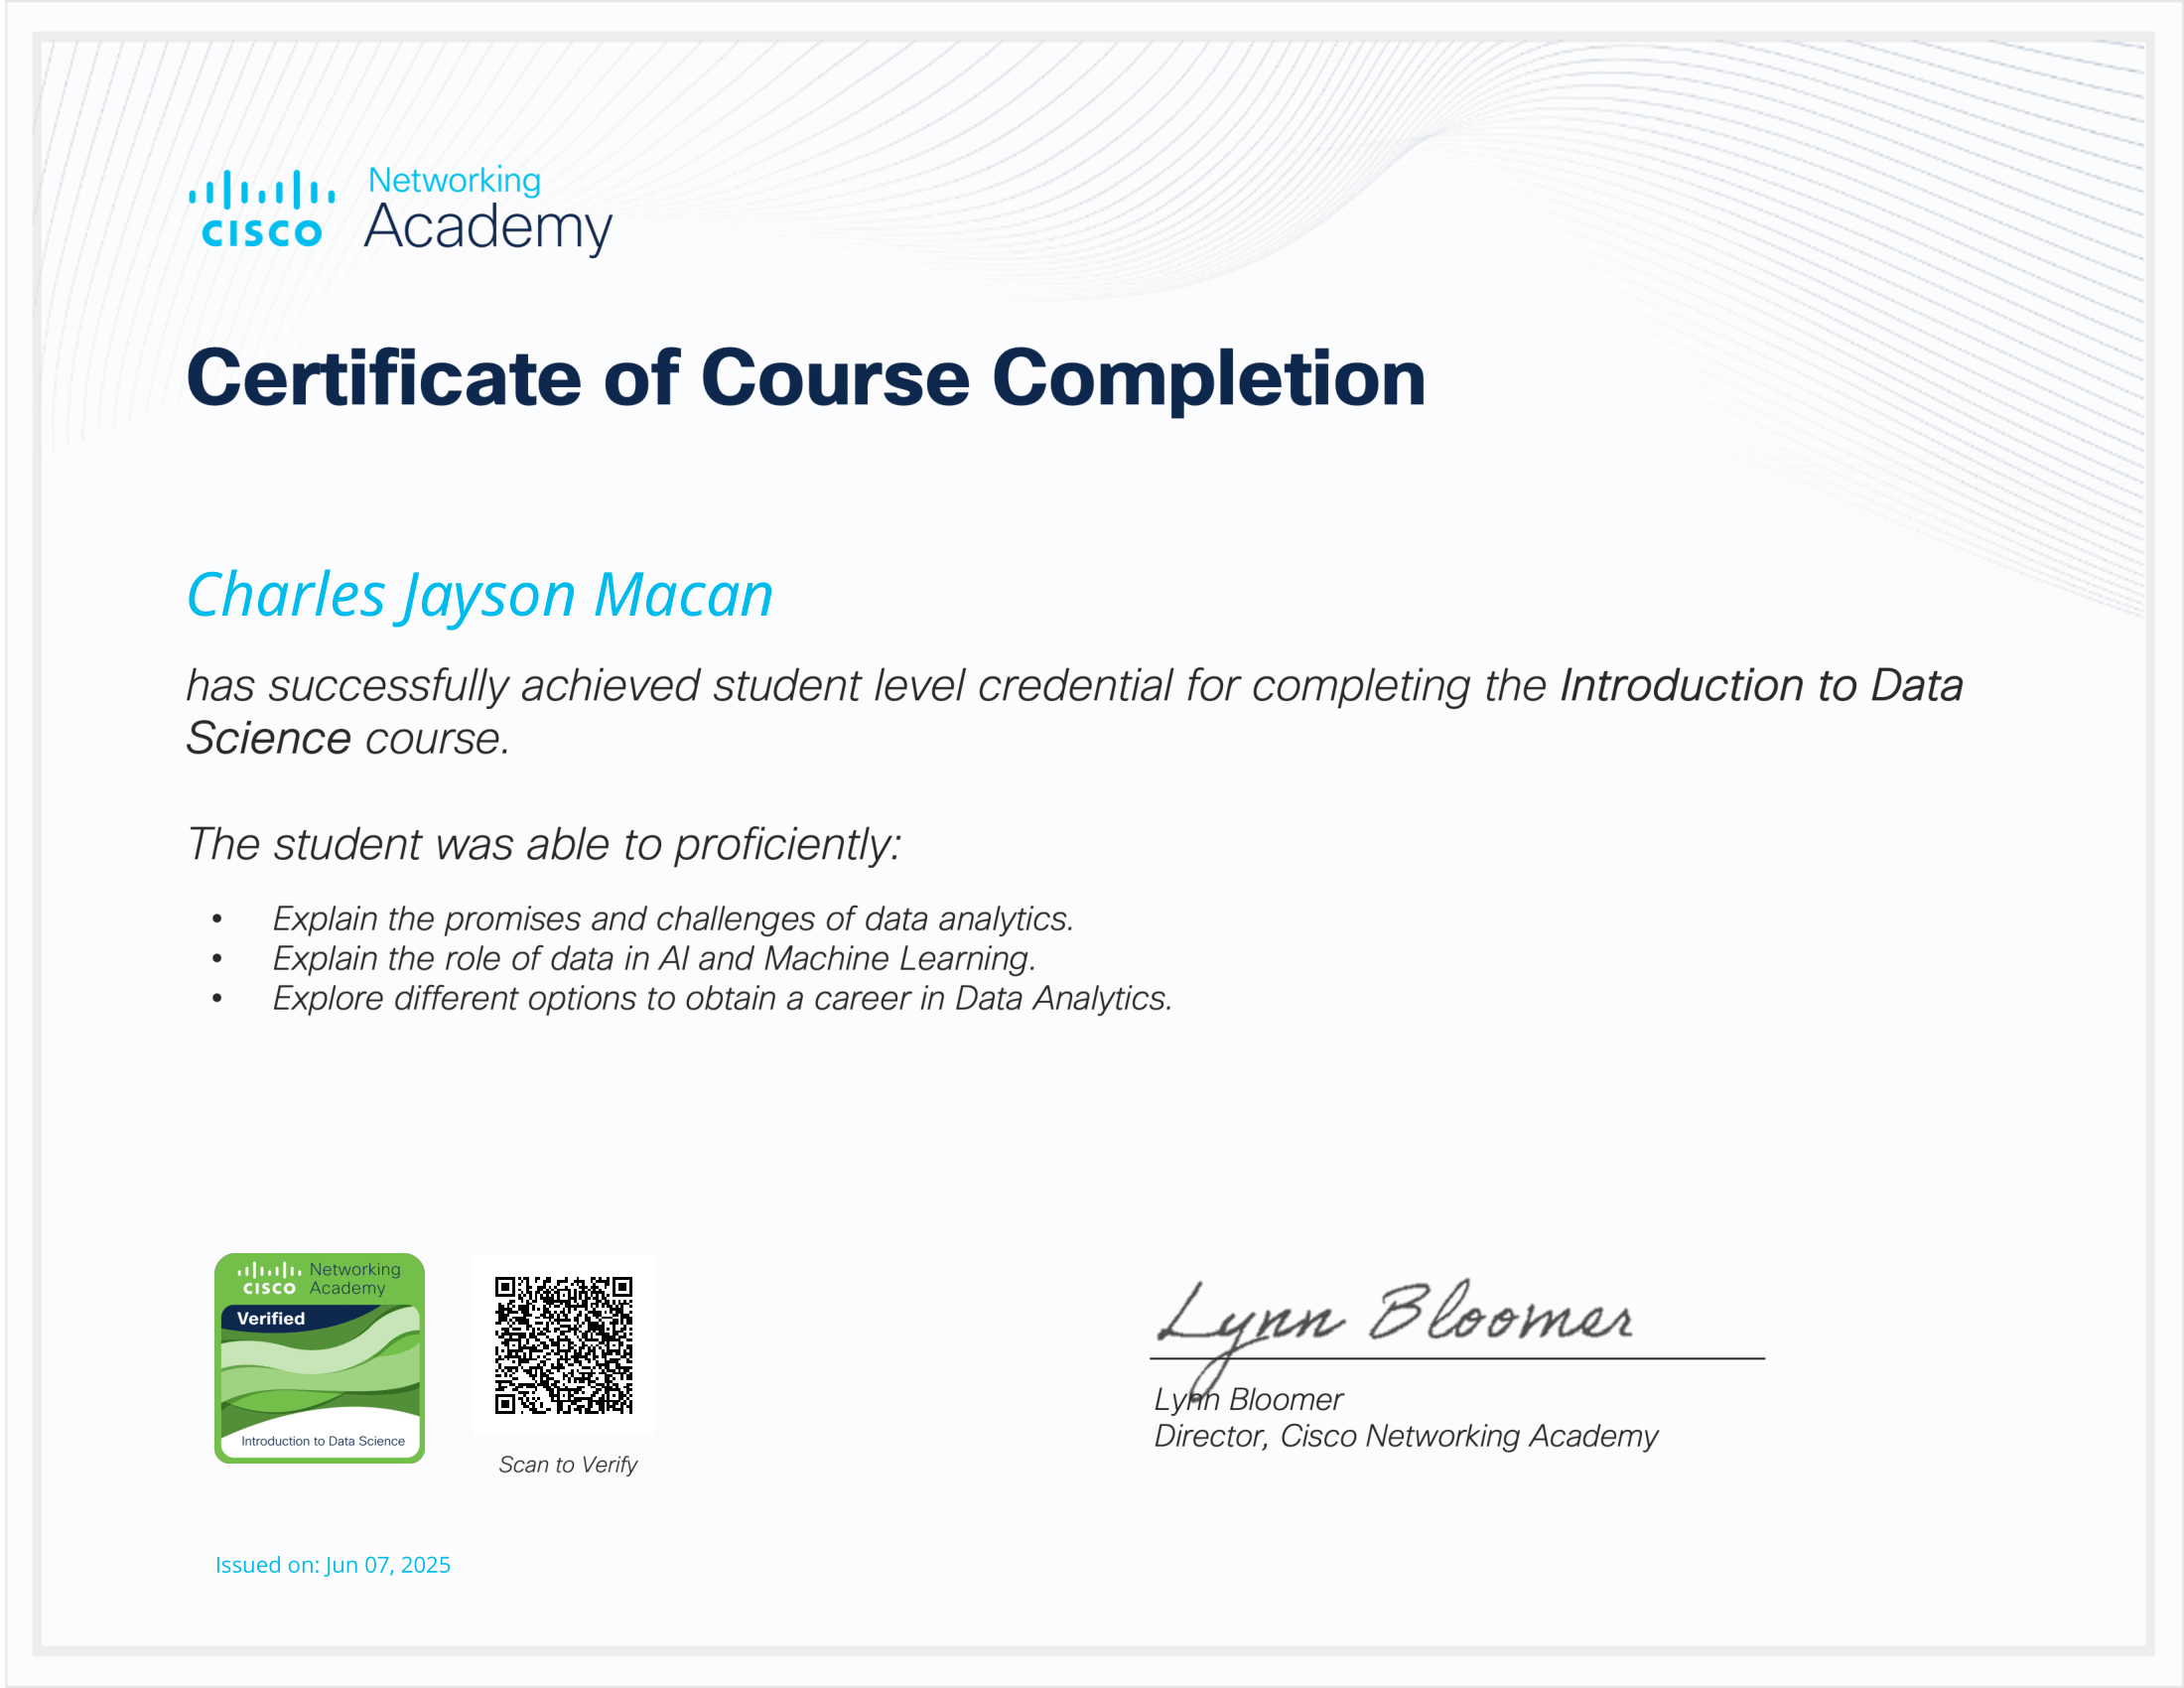 Networking
CISCO Academy
Certificate of Course Completion
Charles Jayson Macan
has successfully achieved student level credential for completing the Introduction to Data
Science course.
The student was able to proficiently:
• Explain the promises and challenges of data analytics.
• Explain the role of data in AI and Machine Learning.
• Explore different options to obtain a career in Data Analytics.
Networking
CISCO Academy
Verified
Introduction to Data Science
Scan to Verify
Lynn Bloomer
Lynn Bloomer
Director, Cisco Networking Academy
Issued on: Jun 07, 2025